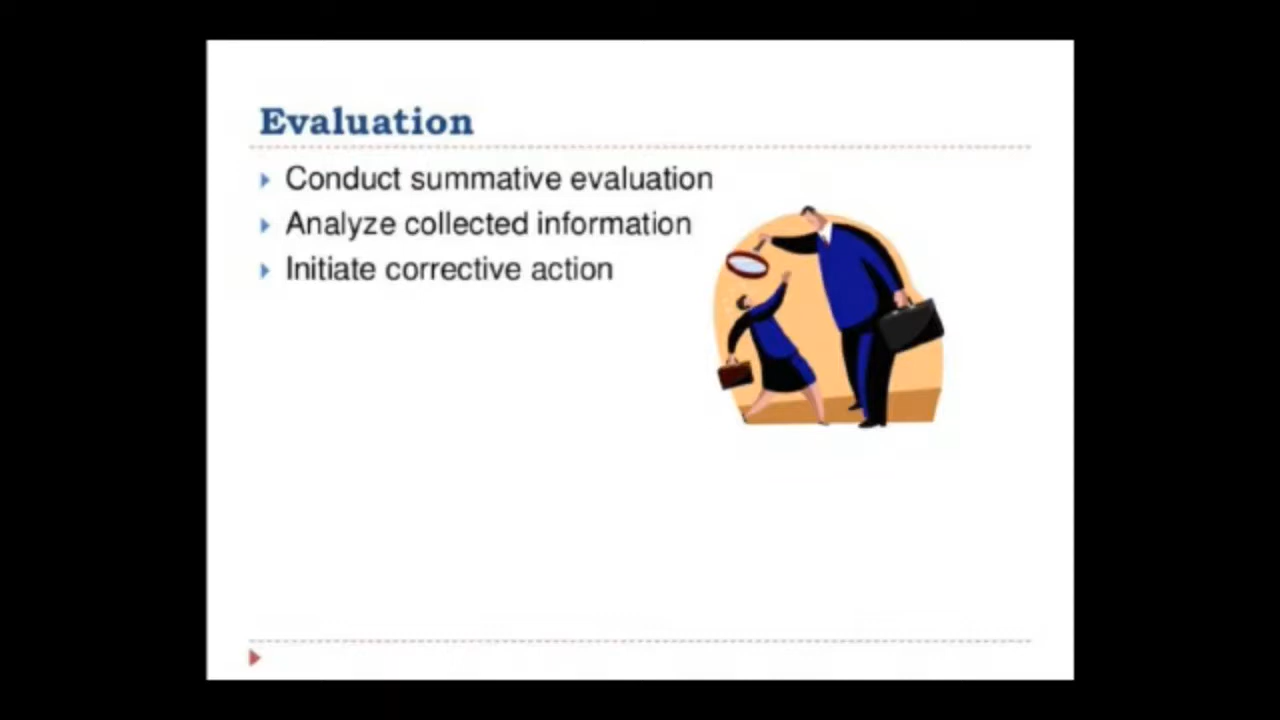 Evaluation
Conduct summative evaluation
Analyze collected information
Initiate corrective action